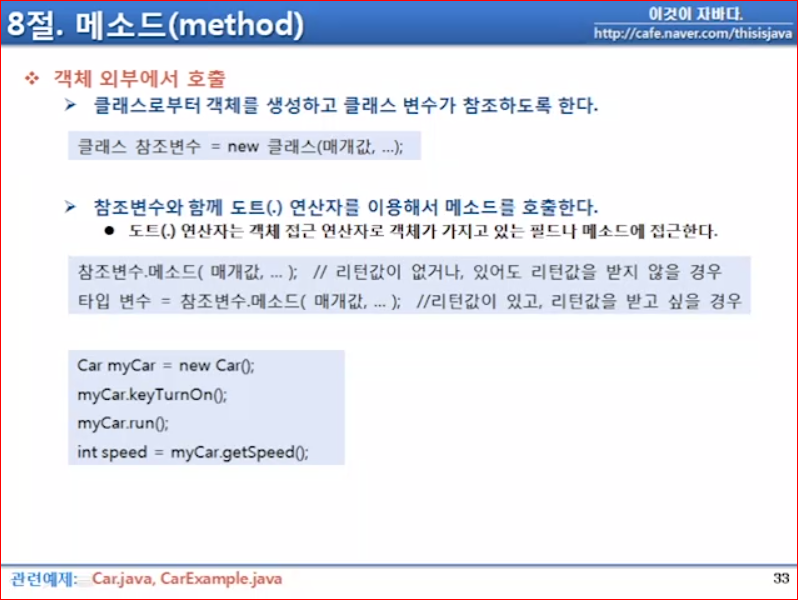 8절. 메소드(method)
이것이 자바다.
http://cafe.naver.com/thisisjava
객체 외부에서 호출
클래스로부터 객체를 생성하고 클래스 변수가 참조하도록 한다.
클래스 참조변수 = new 클래스(매개값, ...);
참조변수와 함께 도트(.) 연산자를 이용해서 메소드를 호출한다.
도트(.) 연산자는 객체 접근 연산자로 객체가 가지고 있는 필드나 메소드에 접근한다.
참조변수.메소드( 매개값, ... ); // 리턴값이 없거나, 있어도 리턴값을 받지 않을 경우
타입 변수 = 참조변수.메소드( 매개값, ... ); //리턴값이 있고, 리턴값을 받고 싶을 경우
Car myCar = new Car();
myCar.keyTurnOn();
myCar.run();
int speed = myCar.getSpeed();
관련예제: Car.java, CarExample.java
33